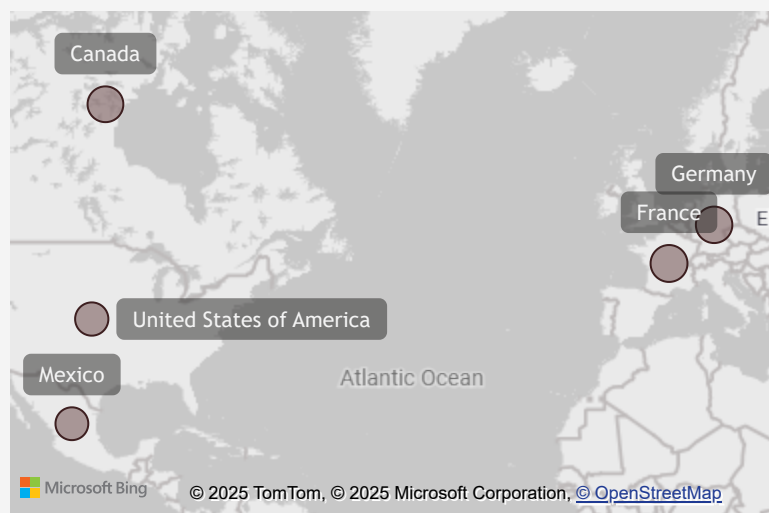 Canada
Germany
France
E
United States of America
Mexico
Atlantic Ocean
Microsoft Bing
© 2025 TomTom, © 2025 Microsoft Corporation, © OpenStreetMap